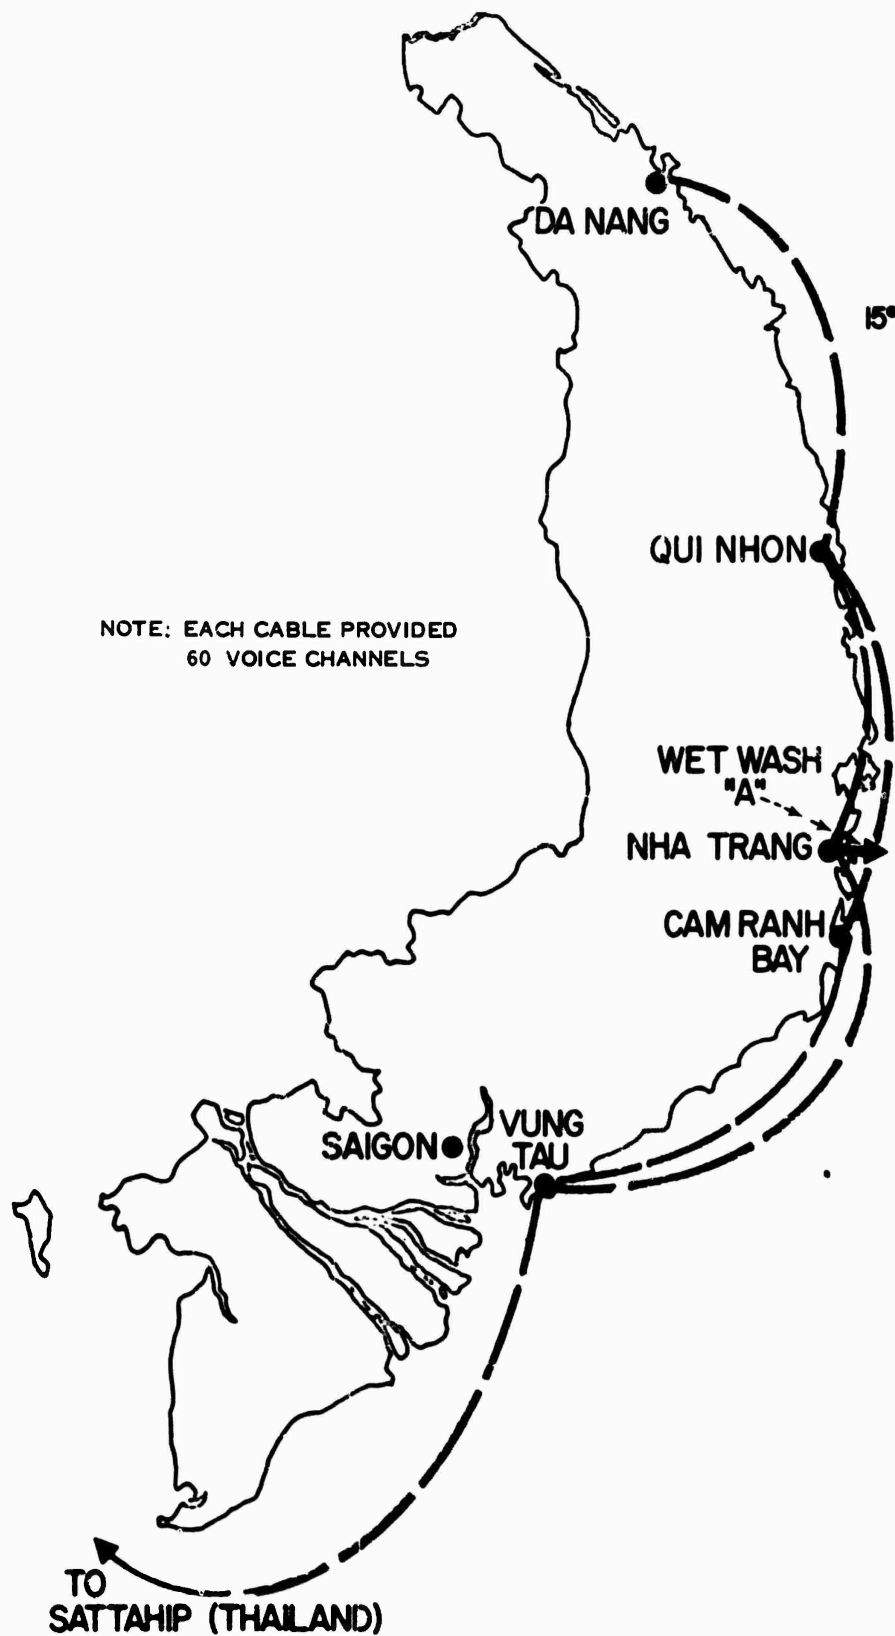 DA NANG
15°
QUI NHON
NOTE: EACH CABLE PROVIDED
60 VOICE CHANNELS
WET WASH
"A"
NHA TRANG
CAM RANH
BAY
SAIGON
VUNG
TAU
TO
SATTAHIP (THAILAND)